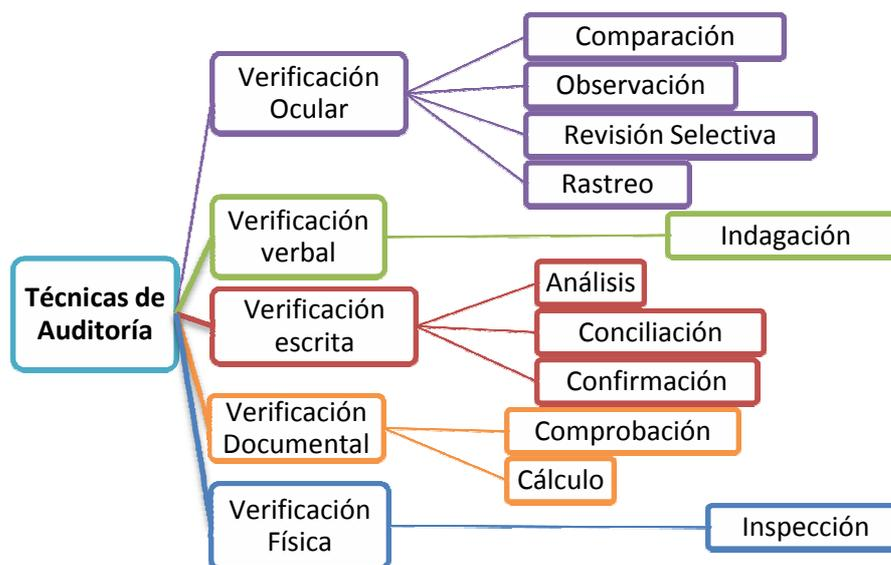 Técnicas de
Auditoría
Verificación
Ocular
Comparación
Observación
Revisión Selectiva
Rastreo
Verificación
verbal
Indagación
Verificación
escrita
Análisis
Conciliación
Confirmación
Verificación
Documental
Comprobación
Cálculo
Verificación
Física
Inspección